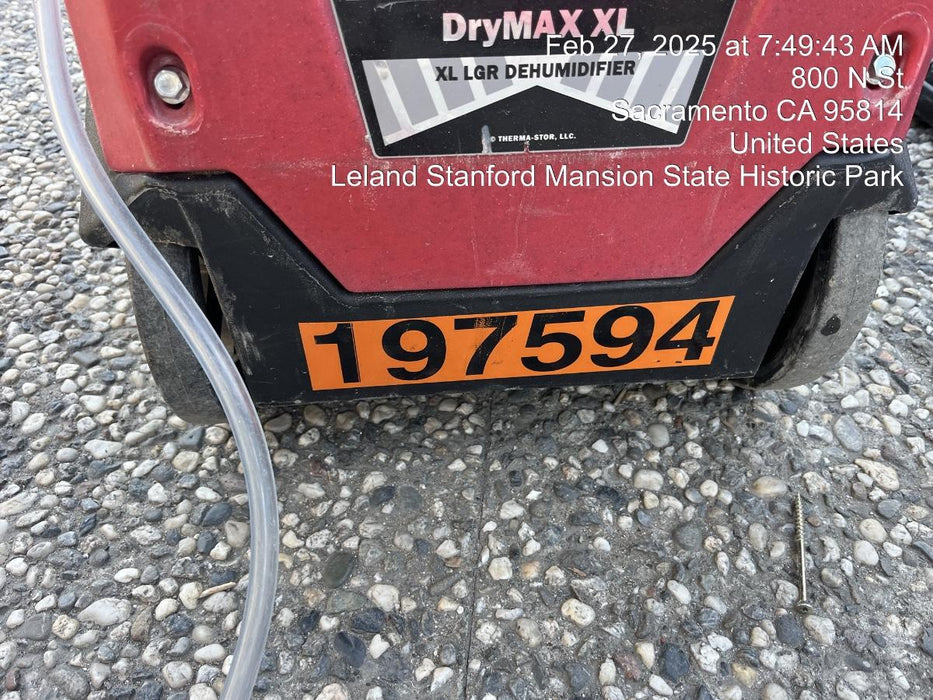 DryMAX XL
Feb 27, 2025 at 7:49:43 AM
XL LGR DEHUMIDIFIER
800 N St
Sacramento CA 95814
© THERMA-STOR, LLC.
United States
Leland Stanford Mansion State Historic Park
197594